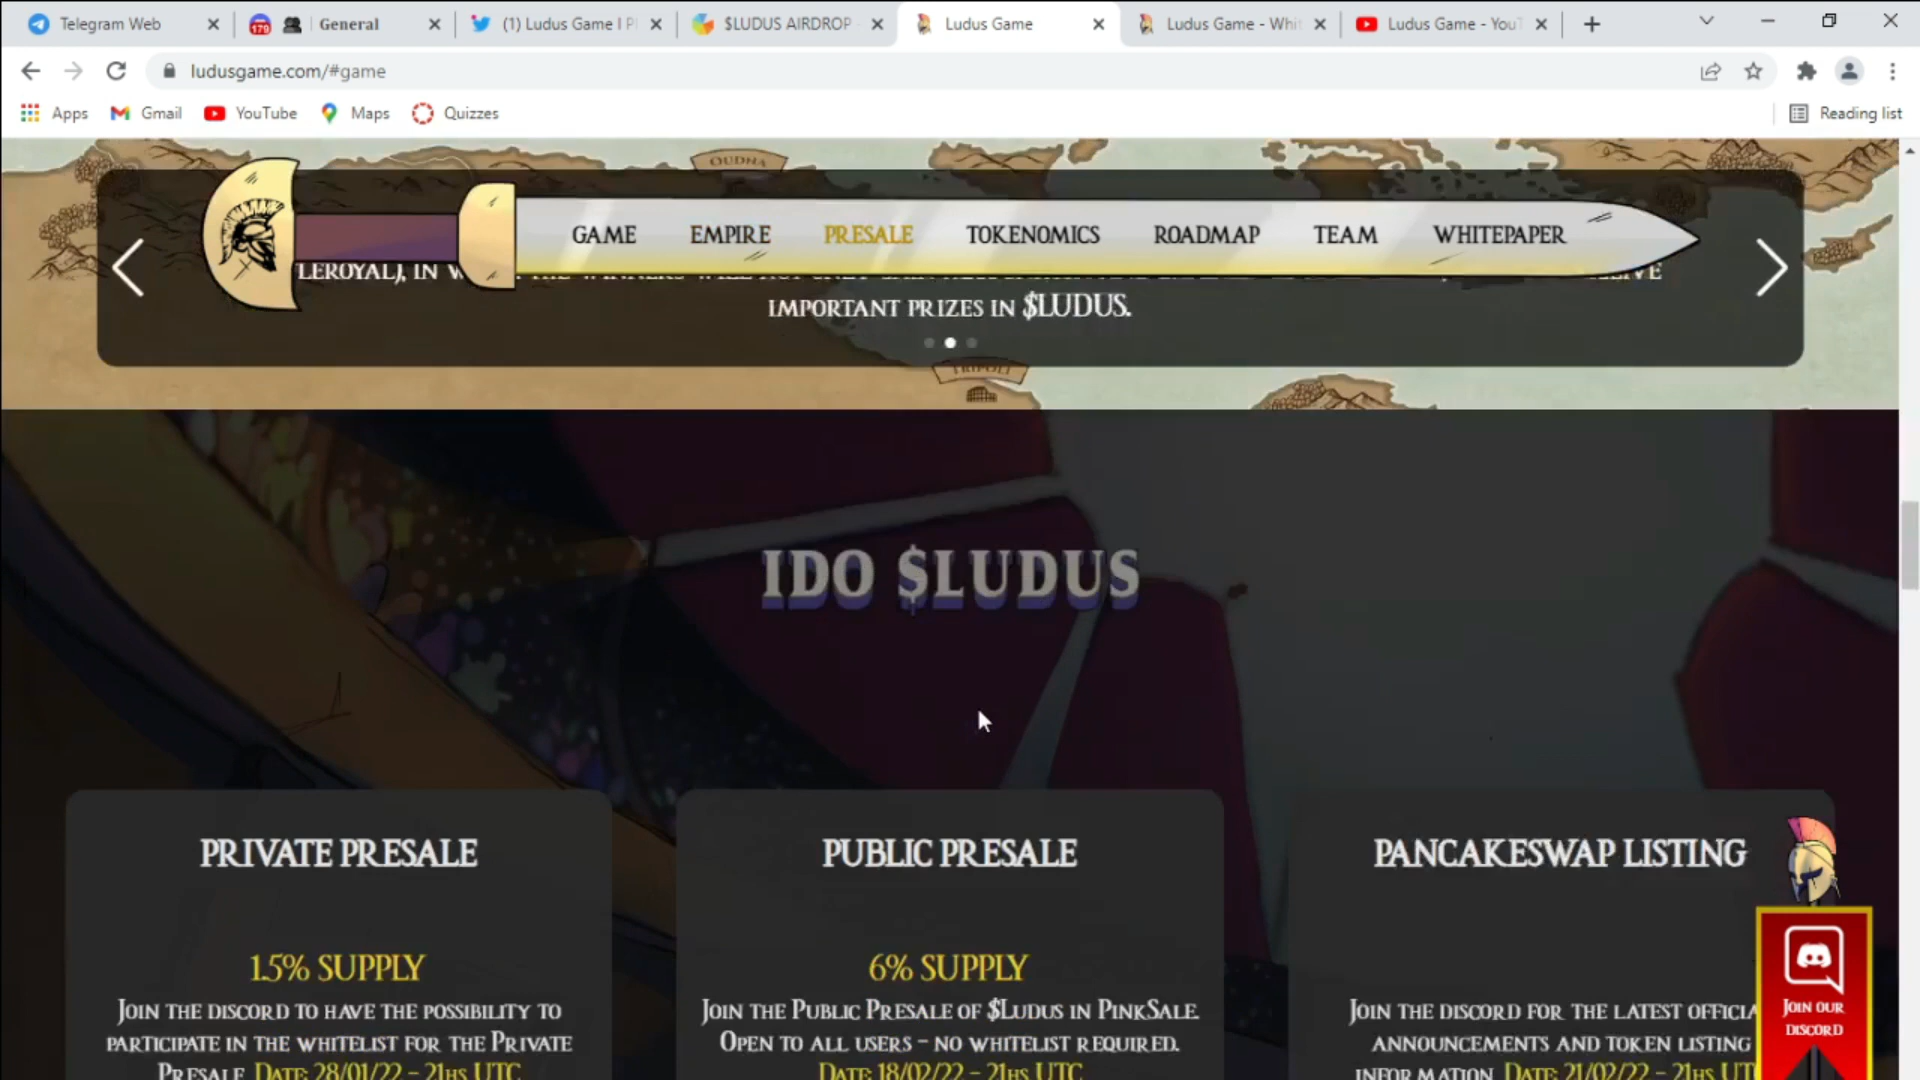 Telegram Web
179 General
(1) Ludus Game I P
$LUDUS AIRDROP
Ludus Game
Ludus Game - Whit
Ludus Game - YouT
ludusgame.com/#game
Apps
Gmail
YouTube
Maps
Quizzes
Reading list
OUDNA
GAME
EMPIRE
PRESALE
TOKENOMICS
ROADMAP
TEAM
WHITEPAPER
LEROYAL), IN
IMPORTANT PRIZES IN $LUDUS.
TRIPOLI
IDO $LUDUS
PRIVATE PRESALE
1.5% SUPPLY
JOIN THE DISCORD TO HAVE THE POSSIBILITY TO
PARTICIPATE IN THE WHITELIST FOR THE PRIVATE
PRESALE. DATE: 28/01/22 - 21HS UTC
PUBLIC PRESALE
6% SUPPLY
JOIN THE PUBLIC PRESALE OF $LUDUS IN PINKSALE.
OPEN TO ALL USERS - NO WHITELIST REQUIRED.
DATE: 18/02/22 - 21HS UTC
PANCAKESWAP LISTING
JOIN THE DISCORD FOR THE LATEST OFFICIA
ANNOUNCEMENTS AND TOKEN LISTING
INFORMATION. DATE: 21/02/22 - 21HS UTC
JOIN OUR
DISCORD